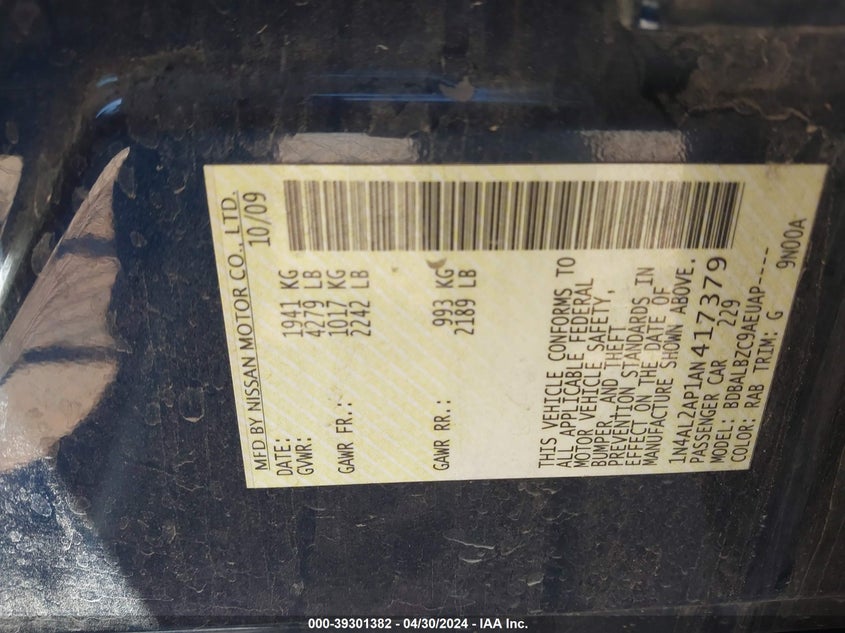 MFD BY NISSAN MOTOR CO., LTD.
DATE: 10/09
GVWR: 1941 KG
4279 LB
GAWR FR.: 1017 KG
2242 LB
GAWR RR.: 993 KG
2189 LB
THIS VEHICLE CONFORMS TO
ALL APPLICABLE FEDERAL
MOTOR VEHICLE SAFETY,
BUMPER, AND THEFT
PREVENTION STANDARDS IN
EFFECT ON THE DATE OF
MANUFACTURE SHOWN ABOVE.
1N4AL2AP1AN417379
PASSENGER CAR 229
MODEL: BDBALBZC9AEUAP----
COLOR: RAB TRIM: G 9N00A
000-39301382 - 04/30/2024 - IAA Inc.